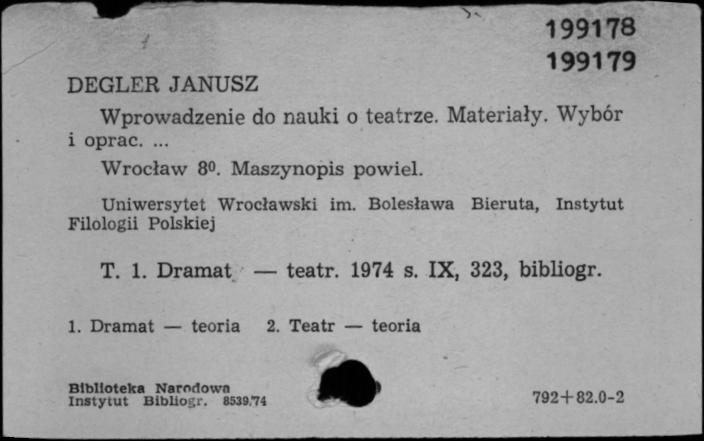 199178
199179
DEGLER JANUSZ
Wprowadzenie do nauki o teatrze. Materiały. Wybór
i oprac. ...
Wrocław 8⁰. Maszynopis powiel.
Uniwersytet Wrocławski im. Bolesława Bieruta, Instytut
Filologii Polskiej
T. 1. Dramat — teatr. 1974 s. IX, 323, bibliogr.
1. Dramat — teoria 2. Teatr — teoria
Biblioteka Narodowa
Instytut Bibliogr. 8539/74
792+82.0-2